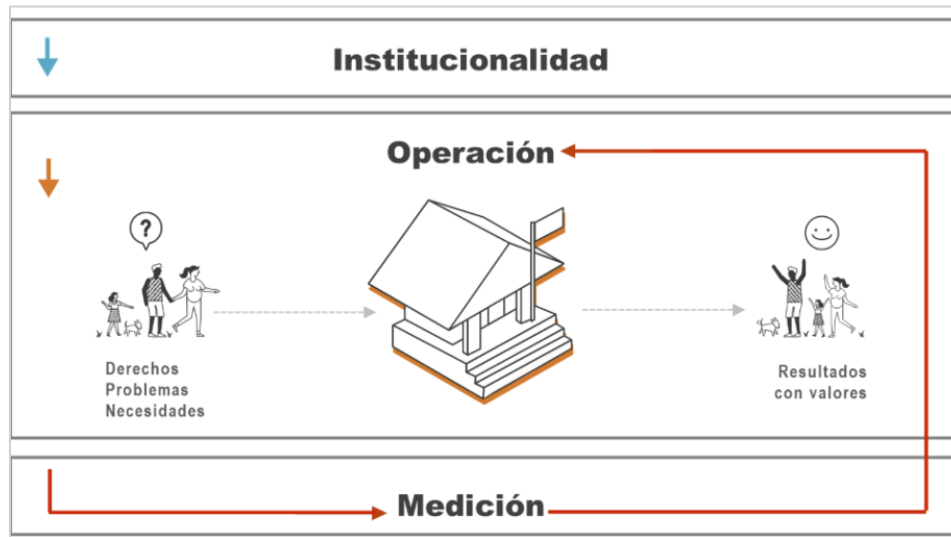 Institucionalidad
Operación
?
Derechos
Problemas
Necesidades
Resultados
con valores
Medición